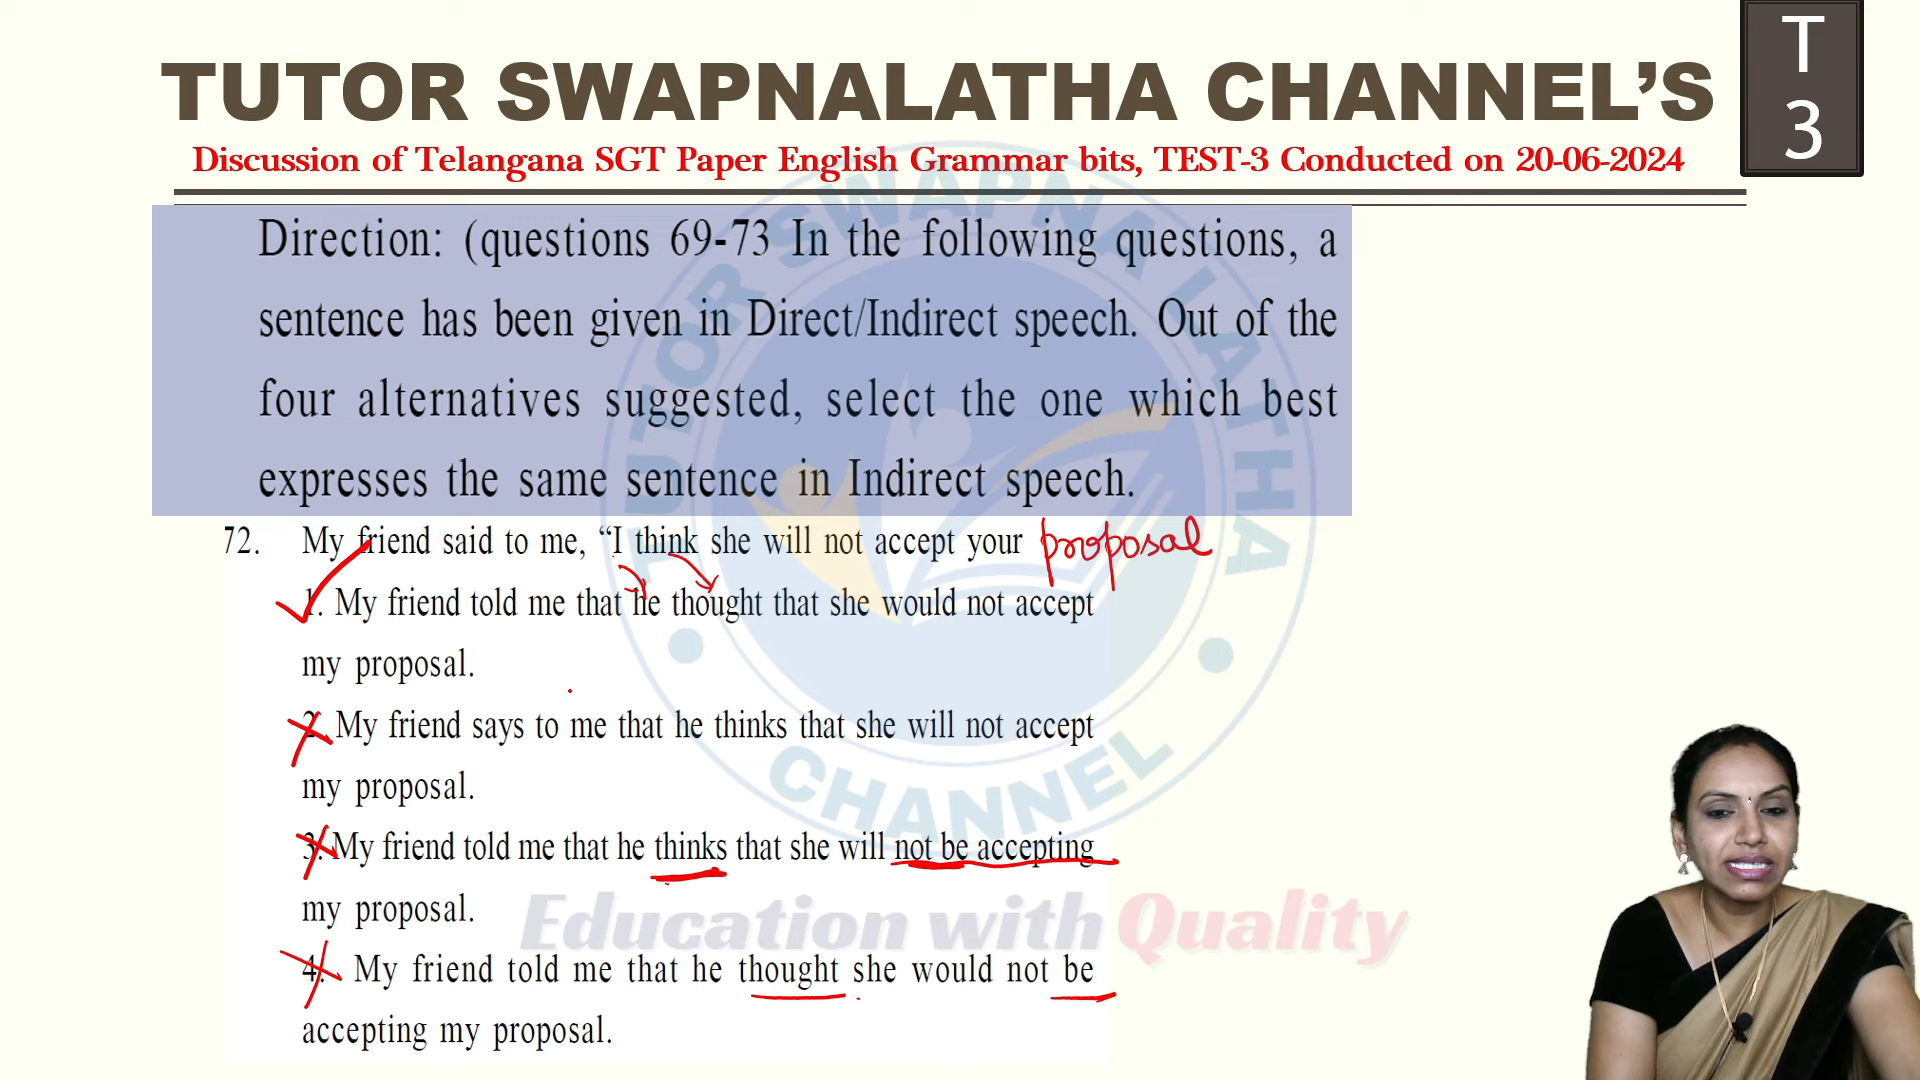 TUTOR SWAPNALATHA CHANNEL’S
T
3
Discussion of Telangana SGT Paper English Grammar bits, TEST-3 Conducted on 20-06-2024
Direction: (questions 69-73 In the following questions, a
sentence has been given in Direct/Indirect speech. Out of the
four alternatives suggested, select the one which best
expresses the same sentence in Indirect speech.
72. My friend said to me, “I think she will not accept your proposal
1. My friend told me that he thought that she would not accept
my proposal.
2. My friend says to me that he thinks that she will not accept
my proposal.
3. My friend told me that he thinks that she will not be accepting
my proposal.
4. My friend told me that he thought she would not be
accepting my proposal.
TUTOR SWAPNA LATHA
CHANNEL
Education with Quality